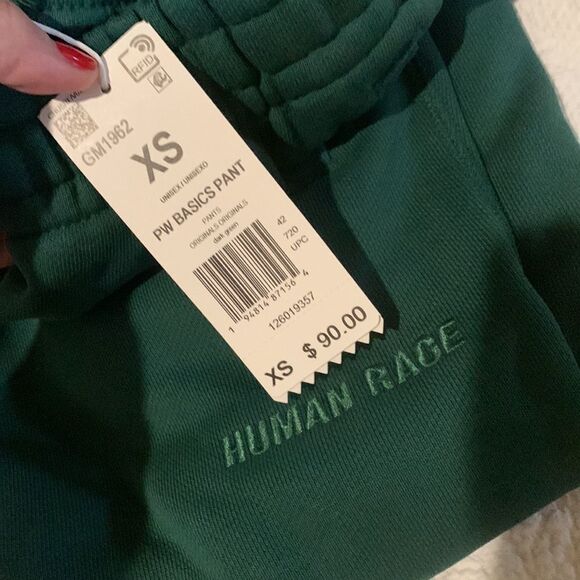 RFID
GM1962
XS
UNISEX / UNISEXO
PW BASICS PANT
PANTS
ORIGINALS ORIGINALS
dark green
42
720
UPC
1 94814 87156 4
126019357
XS $ 90.00
HUMAN RACE